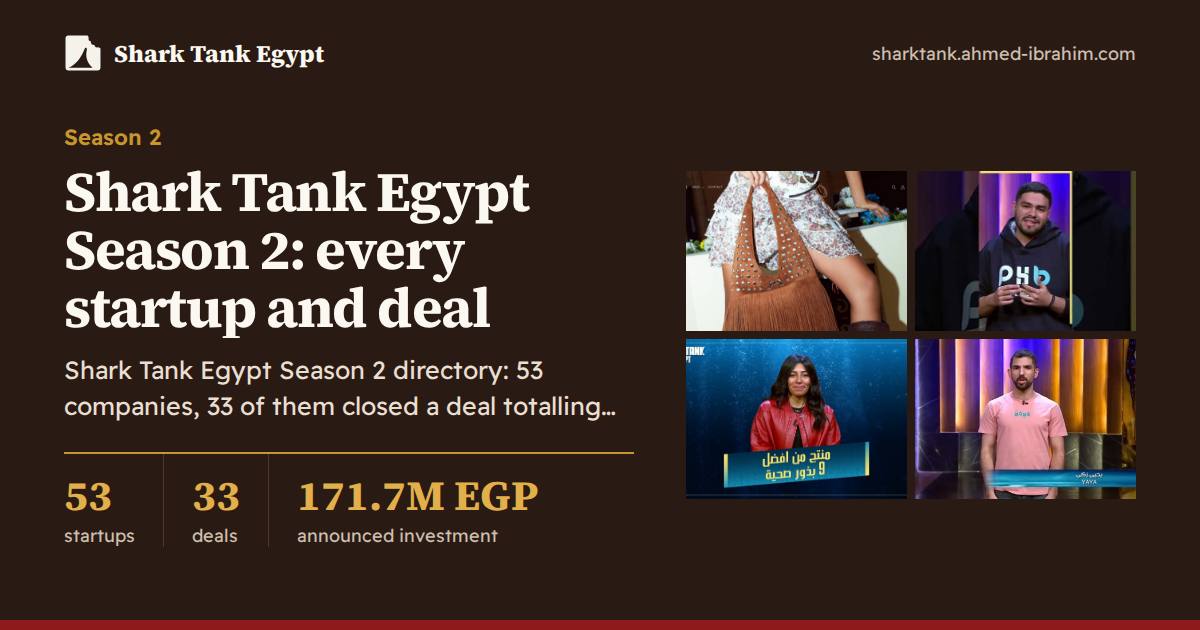 Shark Tank Egypt
sharktank.ahmed-ibrahim.com
Season 2
Shark Tank Egypt
Season 2: every
startup and deal
Shark Tank Egypt Season 2 directory: 53
companies, 33 of them closed a deal totalling…
53
startups
33
deals
171.7M EGP
announced investment
منتج من افضل
9 بذور صحية
YAYA